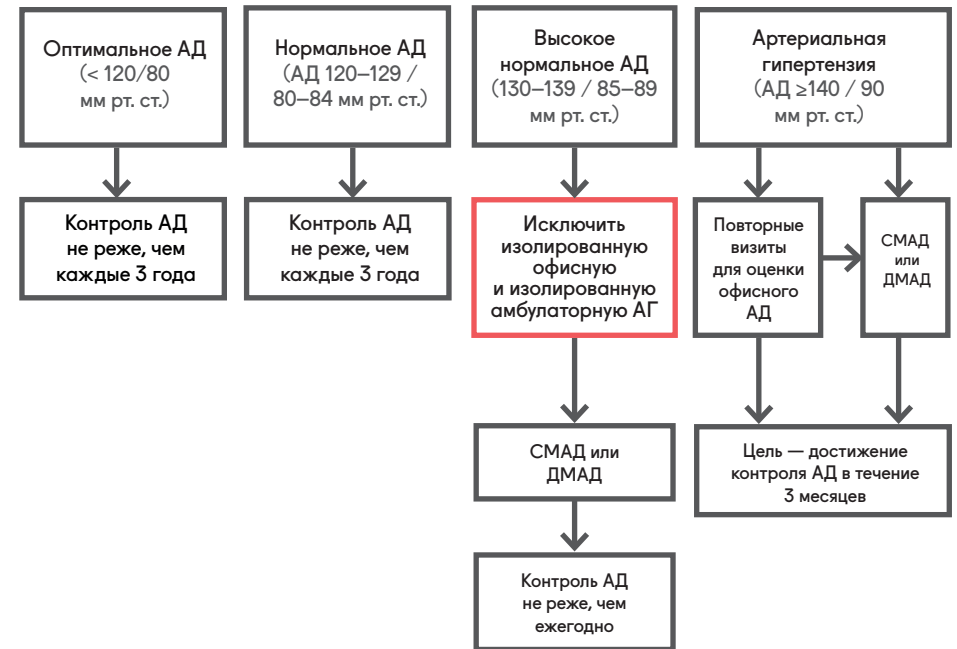 Оптимальное АД
(< 120/80
мм рт. ст.)
Контроль АД
не реже, чем
каждые 3 года
Нормальное АД
(АД 120–129 /
80–84 мм рт. ст.)
Контроль АД
не реже, чем
каждые 3 года
Высокое
нормальное АД
(130–139 / 85–89
мм рт. ст.)
Исключить
изолированную
офисную
и изолированную
амбулаторную АГ
СМАД или
ДМАД
Контроль АД
не реже, чем
ежегодно
Артериальная
гипертензия
(АД ≥140 / 90
мм рт. ст.)
Повторные
визиты
для оценки
офисного
АД
СМАД
или
ДМАД
Цель — достижение
контроля АД в течение
3 месяцев